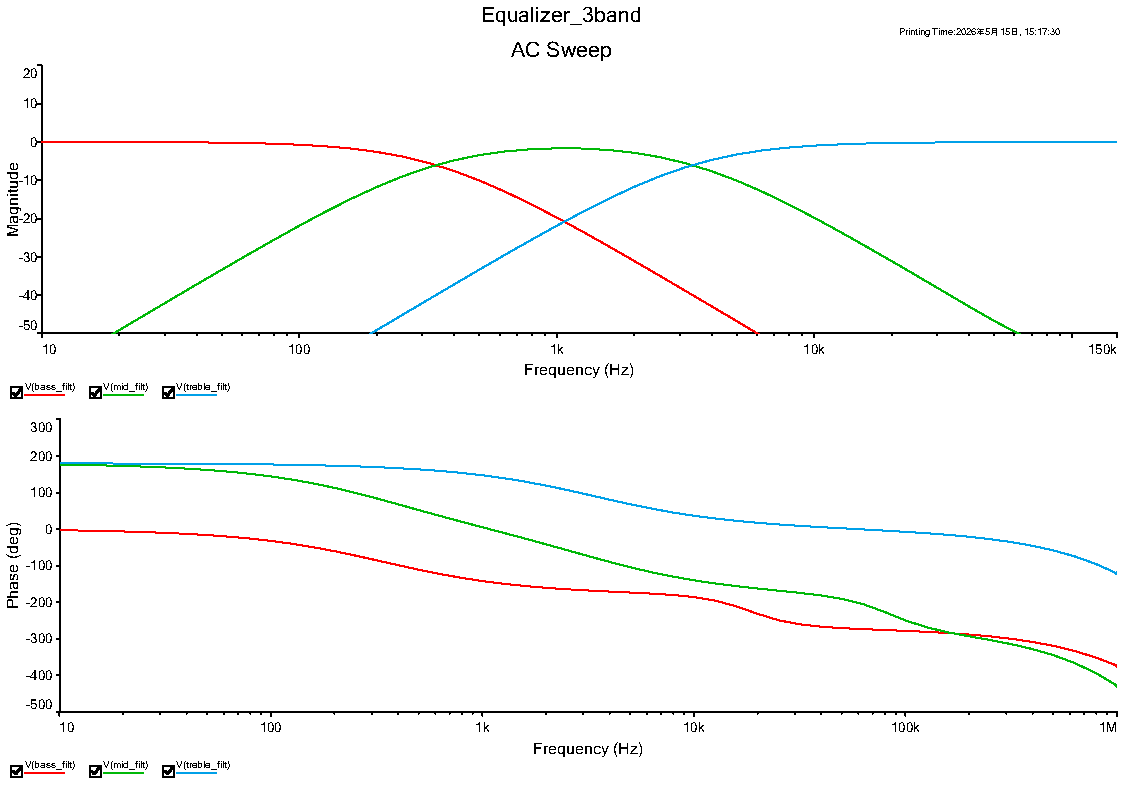 Equalizer_3band
Printing Time:2026年5月15日, 15:17:30
AC Sweep
20
10
0
-10
-20
-30
-40
-50
Magnitude
10 100 1k 10k 150k
Frequency (Hz)
V(bass_filt) V(mid_filt) V(treble_filt)
300
200
100
0
-100
-200
-300
-400
-500
Phase (deg)
10 100 1k 10k 100k 1M
Frequency (Hz)
V(bass_filt) V(mid_filt) V(treble_filt)